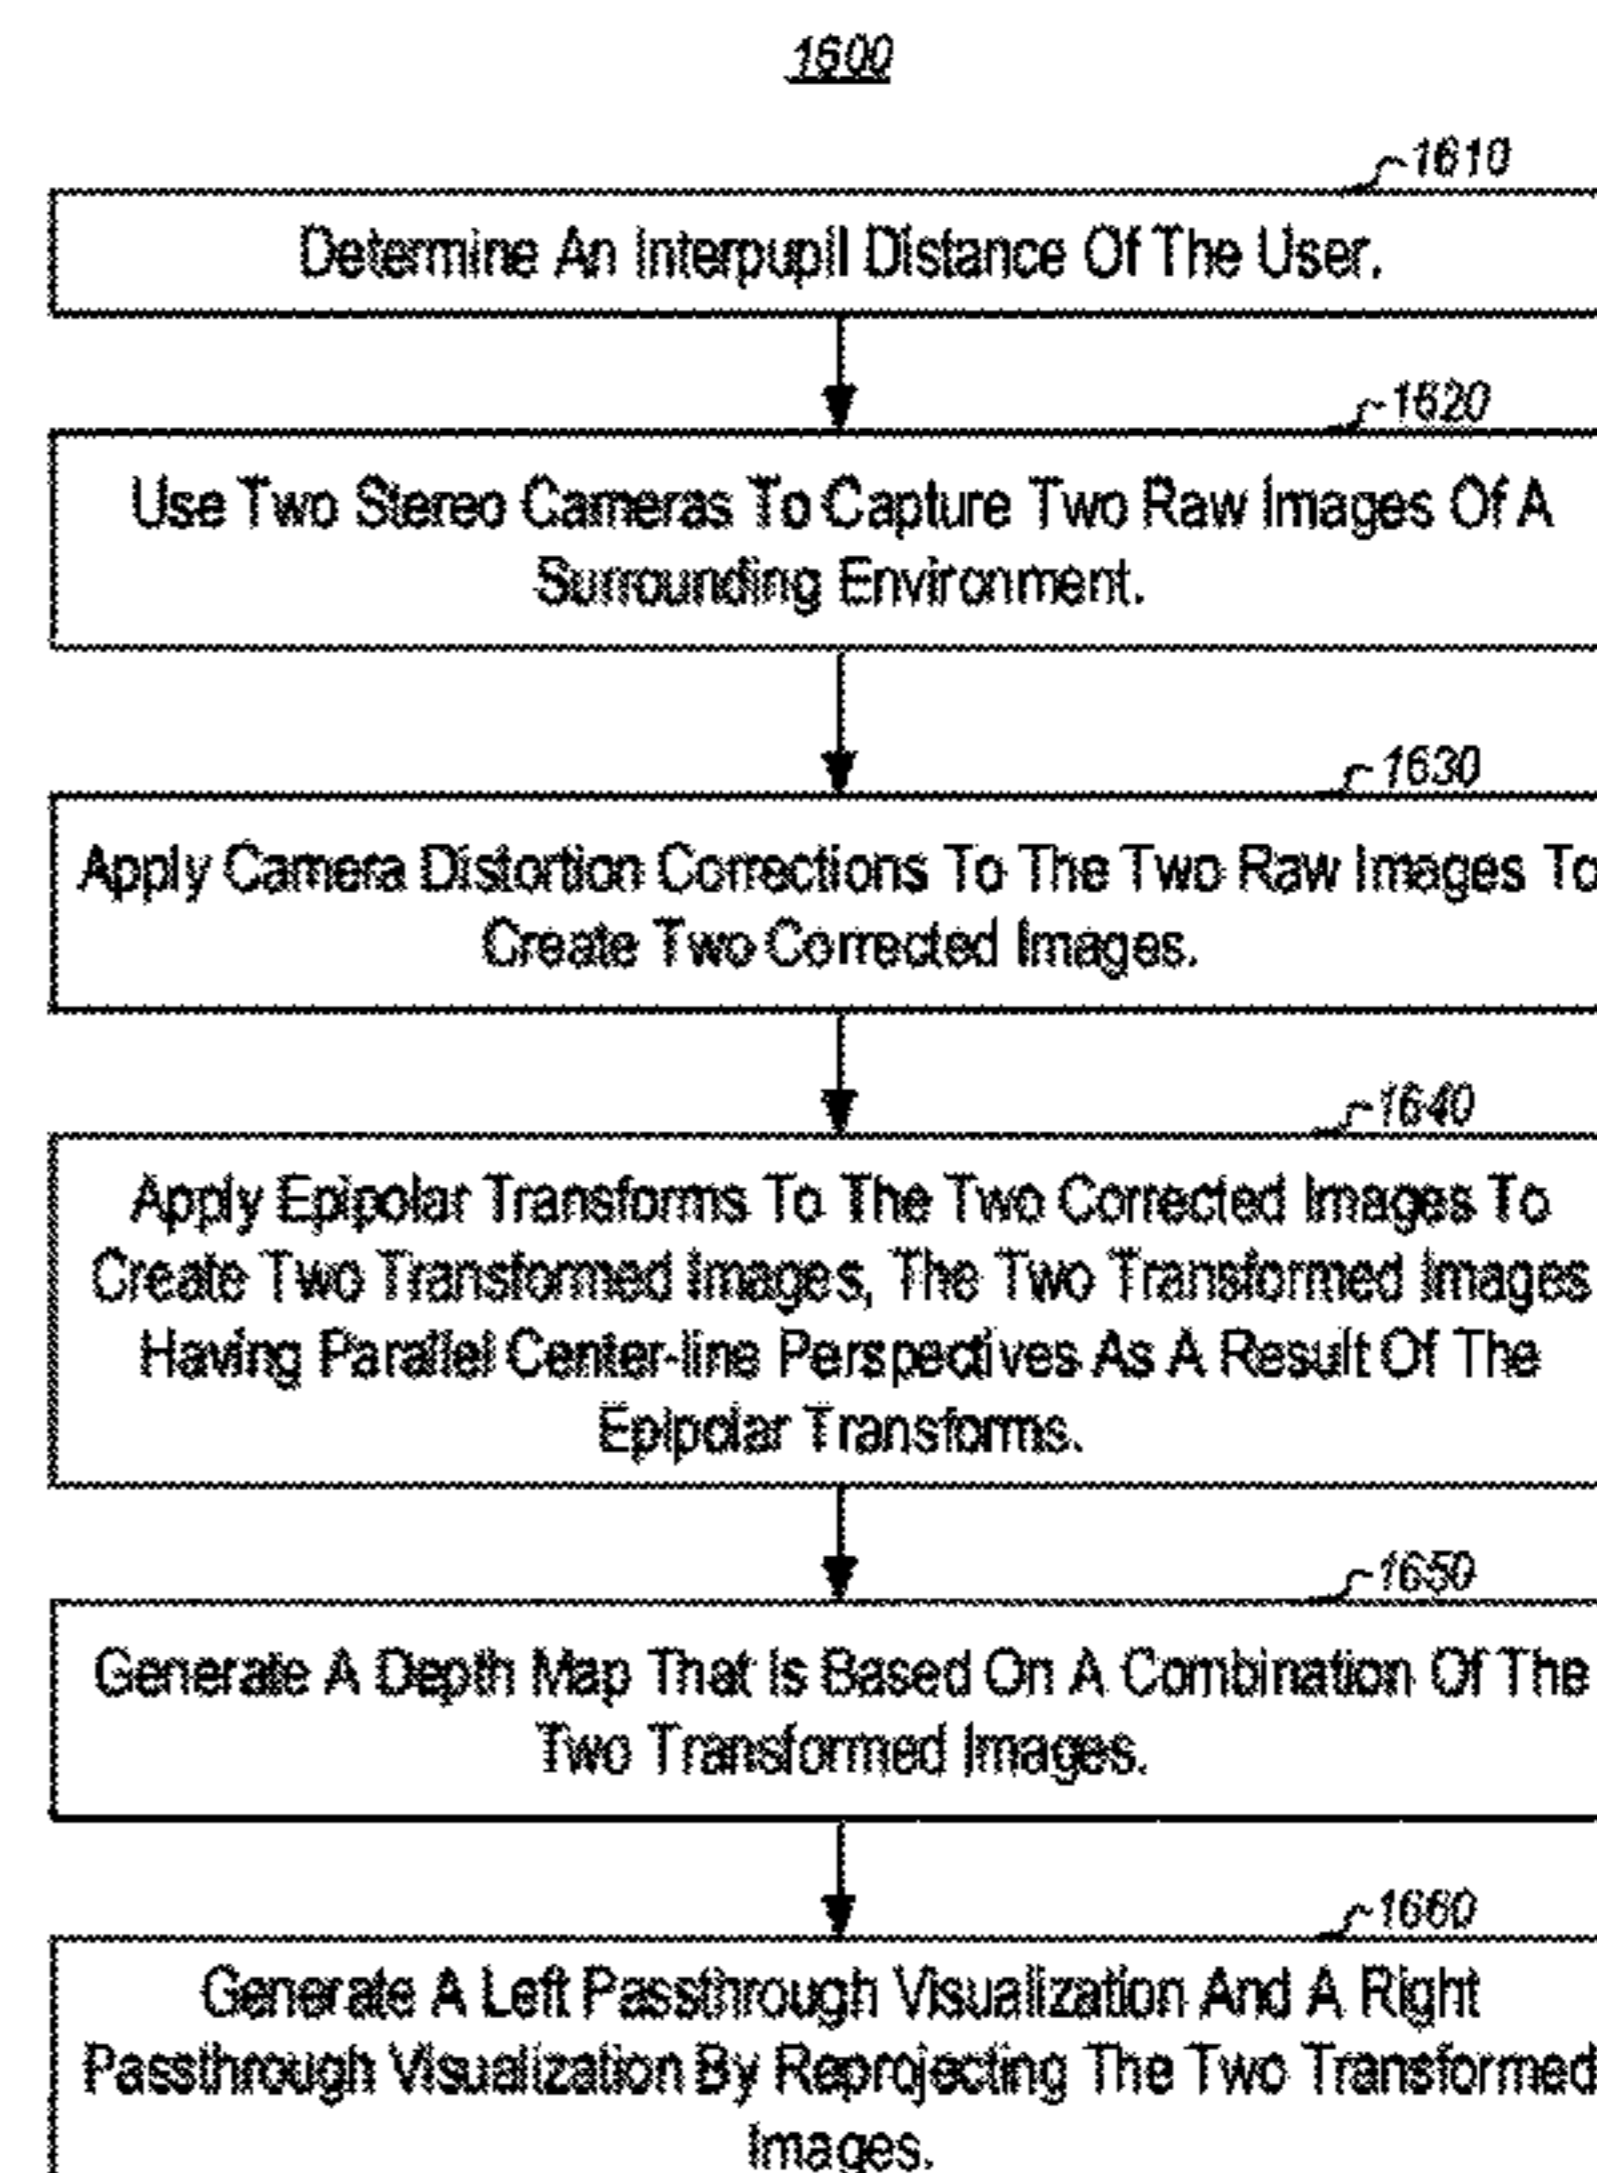 1600
1610
Determine An Interpupil Distance Of The User.
1620
Use Two Stereo Cameras To Capture Two Raw Images Of A
Surrounding Environment.
1630
Apply Camera Distortion Corrections To The Two Raw Images To
Create Two Corrected Images.
1640
Apply Epipolar Transforms To The Two Corrected Images To
Create Two Transformed Images, The Two Transformed Images
Having Parallel Center-line Perspectives As A Result Of The
Epipolar Transforms.
1650
Generate A Depth Map That Is Based On A Combination Of The
Two Transformed Images.
1660
Generate A Left Passthrough Visualization And A Right
Passthrough Visualization By Reprojecting The Two Transformed
Images.